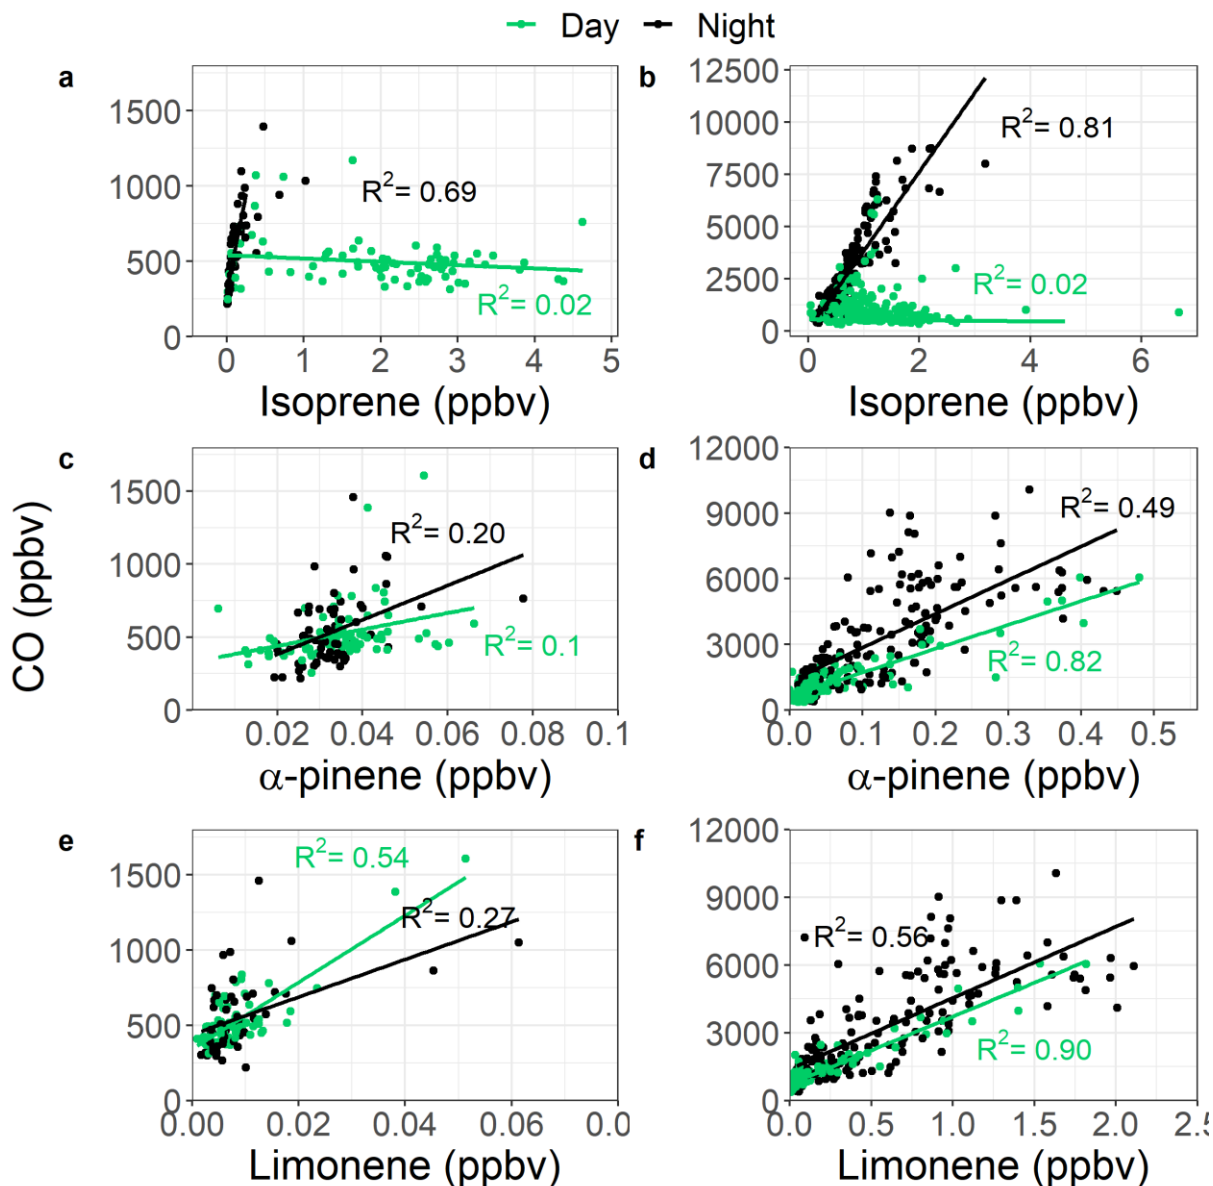 Day Night
a
1500
1000
500
0
R2= 0.69
R2= 0.02
0 1 2 3 4 5
Isoprene (ppbv)
b
12500
10000
7500
5000
2500
0
R2= 0.81
R2= 0.02
0 2 4 6
Isoprene (ppbv)
CO (ppbv)
c
1500
1000
500
0
R2= 0.20
R2= 0.1
0.02 0.04 0.06 0.08 0.1
α-pinene (ppbv)
d
12000
9000
6000
3000
0
R2= 0.49
R2= 0.82
0.0 0.1 0.2 0.3 0.4 0.5
α-pinene (ppbv)
e
1500
1000
500
0
R2= 0.54
R2= 0.27
0.00 0.02 0.04 0.06 0.0
Limonene (ppbv)
f
12000
9000
6000
3000
0
R2= 0.56
R2= 0.90
0.0 0.5 1.0 1.5 2.0 2.5
Limonene (ppbv)